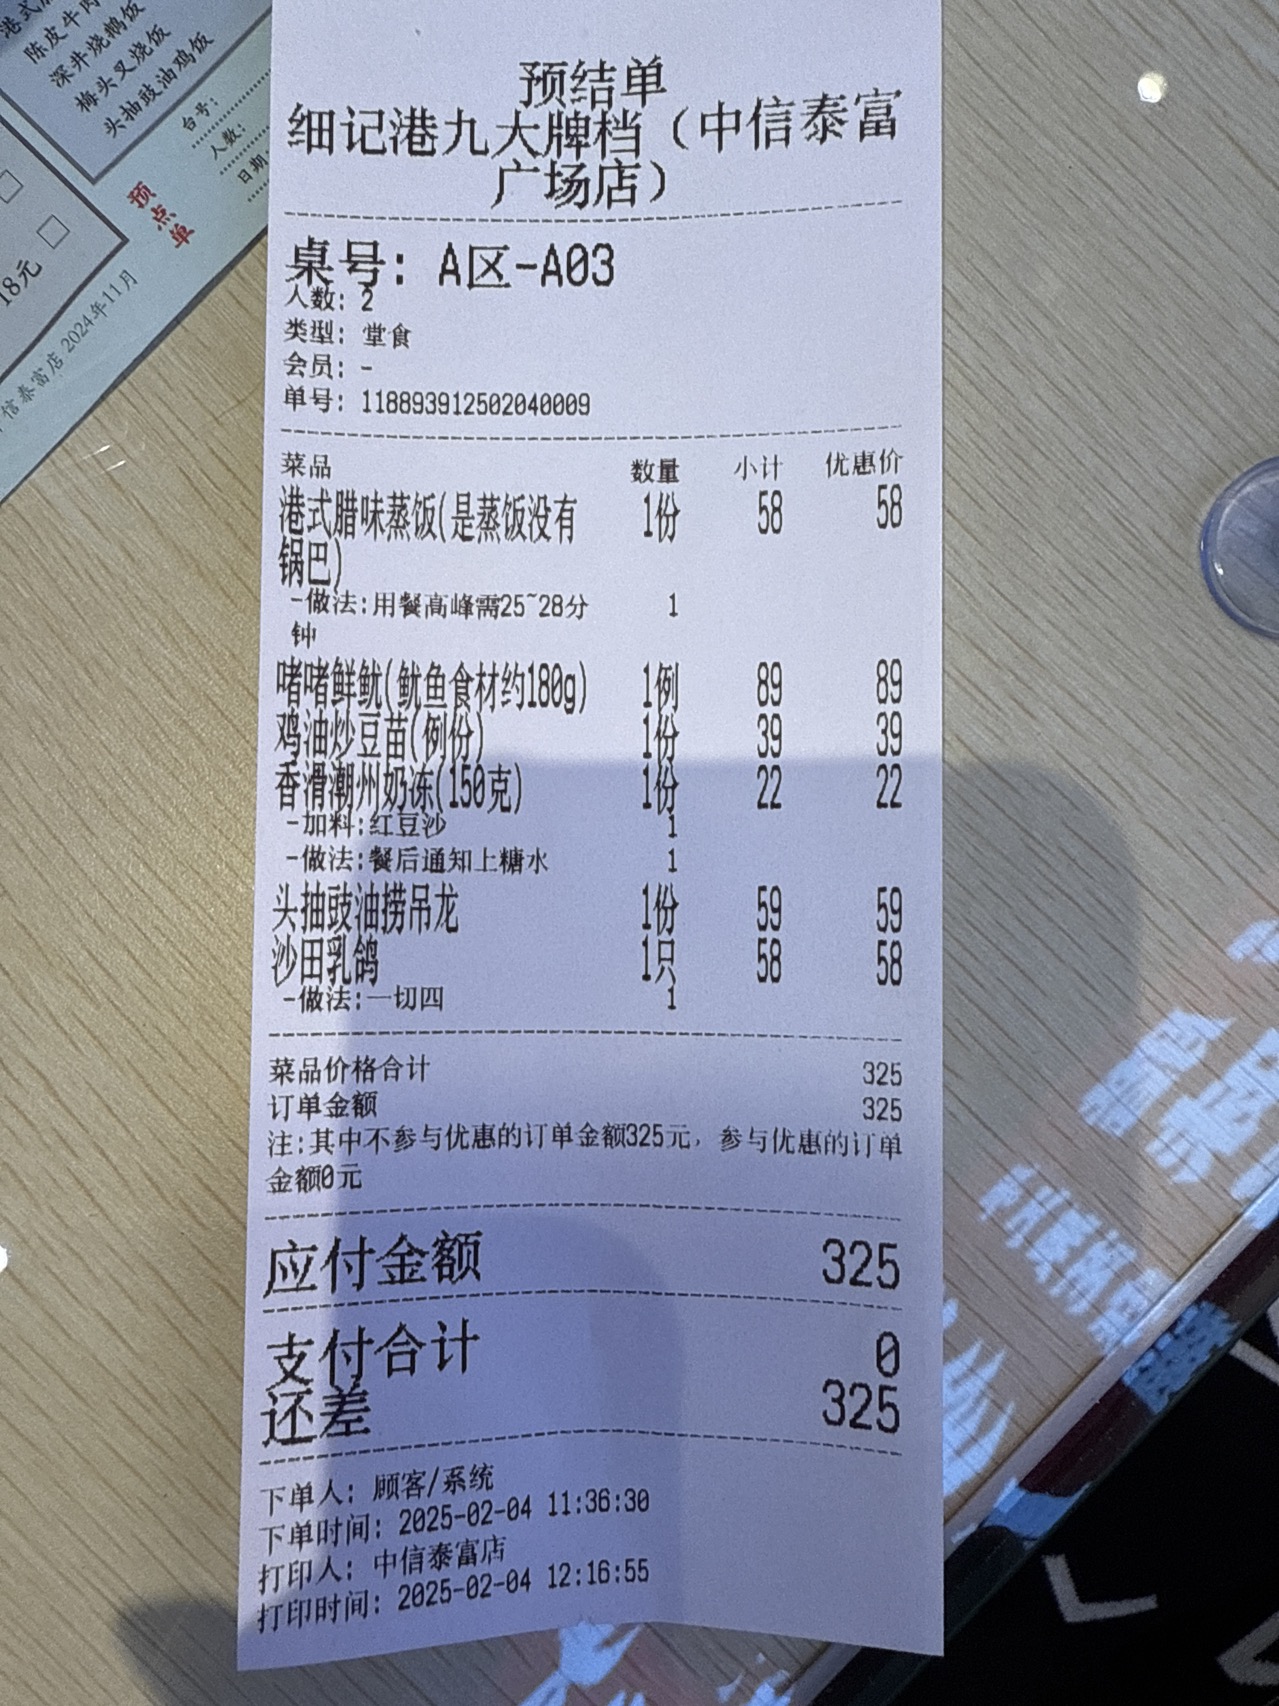 陈皮牛肉
深井烧鹅饭
梅头叉烧饭
头抽豉油鸡饭
台号:
人数:
日期
预点单
18元
信泰富店 2024年11月
预结单
细记港九大牌档（中信泰富
广场店）
桌号: A区-A03
人数: 2
类型: 堂食
会员: -
单号: 118893912502040009
菜品 数量 小计 优惠价
港式腊味蒸饭(是蒸饭没有 1份 58 58
锅巴)
-做法:用餐高峰需25~28分 1
钟
啫啫鲜鱿(鱿鱼食材约180g) 1例 89 89
鸡油炒豆苗(例份) 1份 39 39
香滑潮州奶冻(150克) 1份 22 22
-加料:红豆沙 1
-做法:餐后通知上糖水 1
头抽豉油捞吊龙 1份 59 59
沙田乳鸽 1只 58 58
-做法:一切四 1
菜品价格合计 325
订单金额 325
注:其中不参与优惠的订单金额325元，参与优惠的订单
金额0元
应付金额 325
支付合计 0
还差 325
下单人: 顾客/系统
下单时间: 2025-02-04 11:36:30
打印人: 中信泰富店
打印时间: 2025-02-04 12:16:55